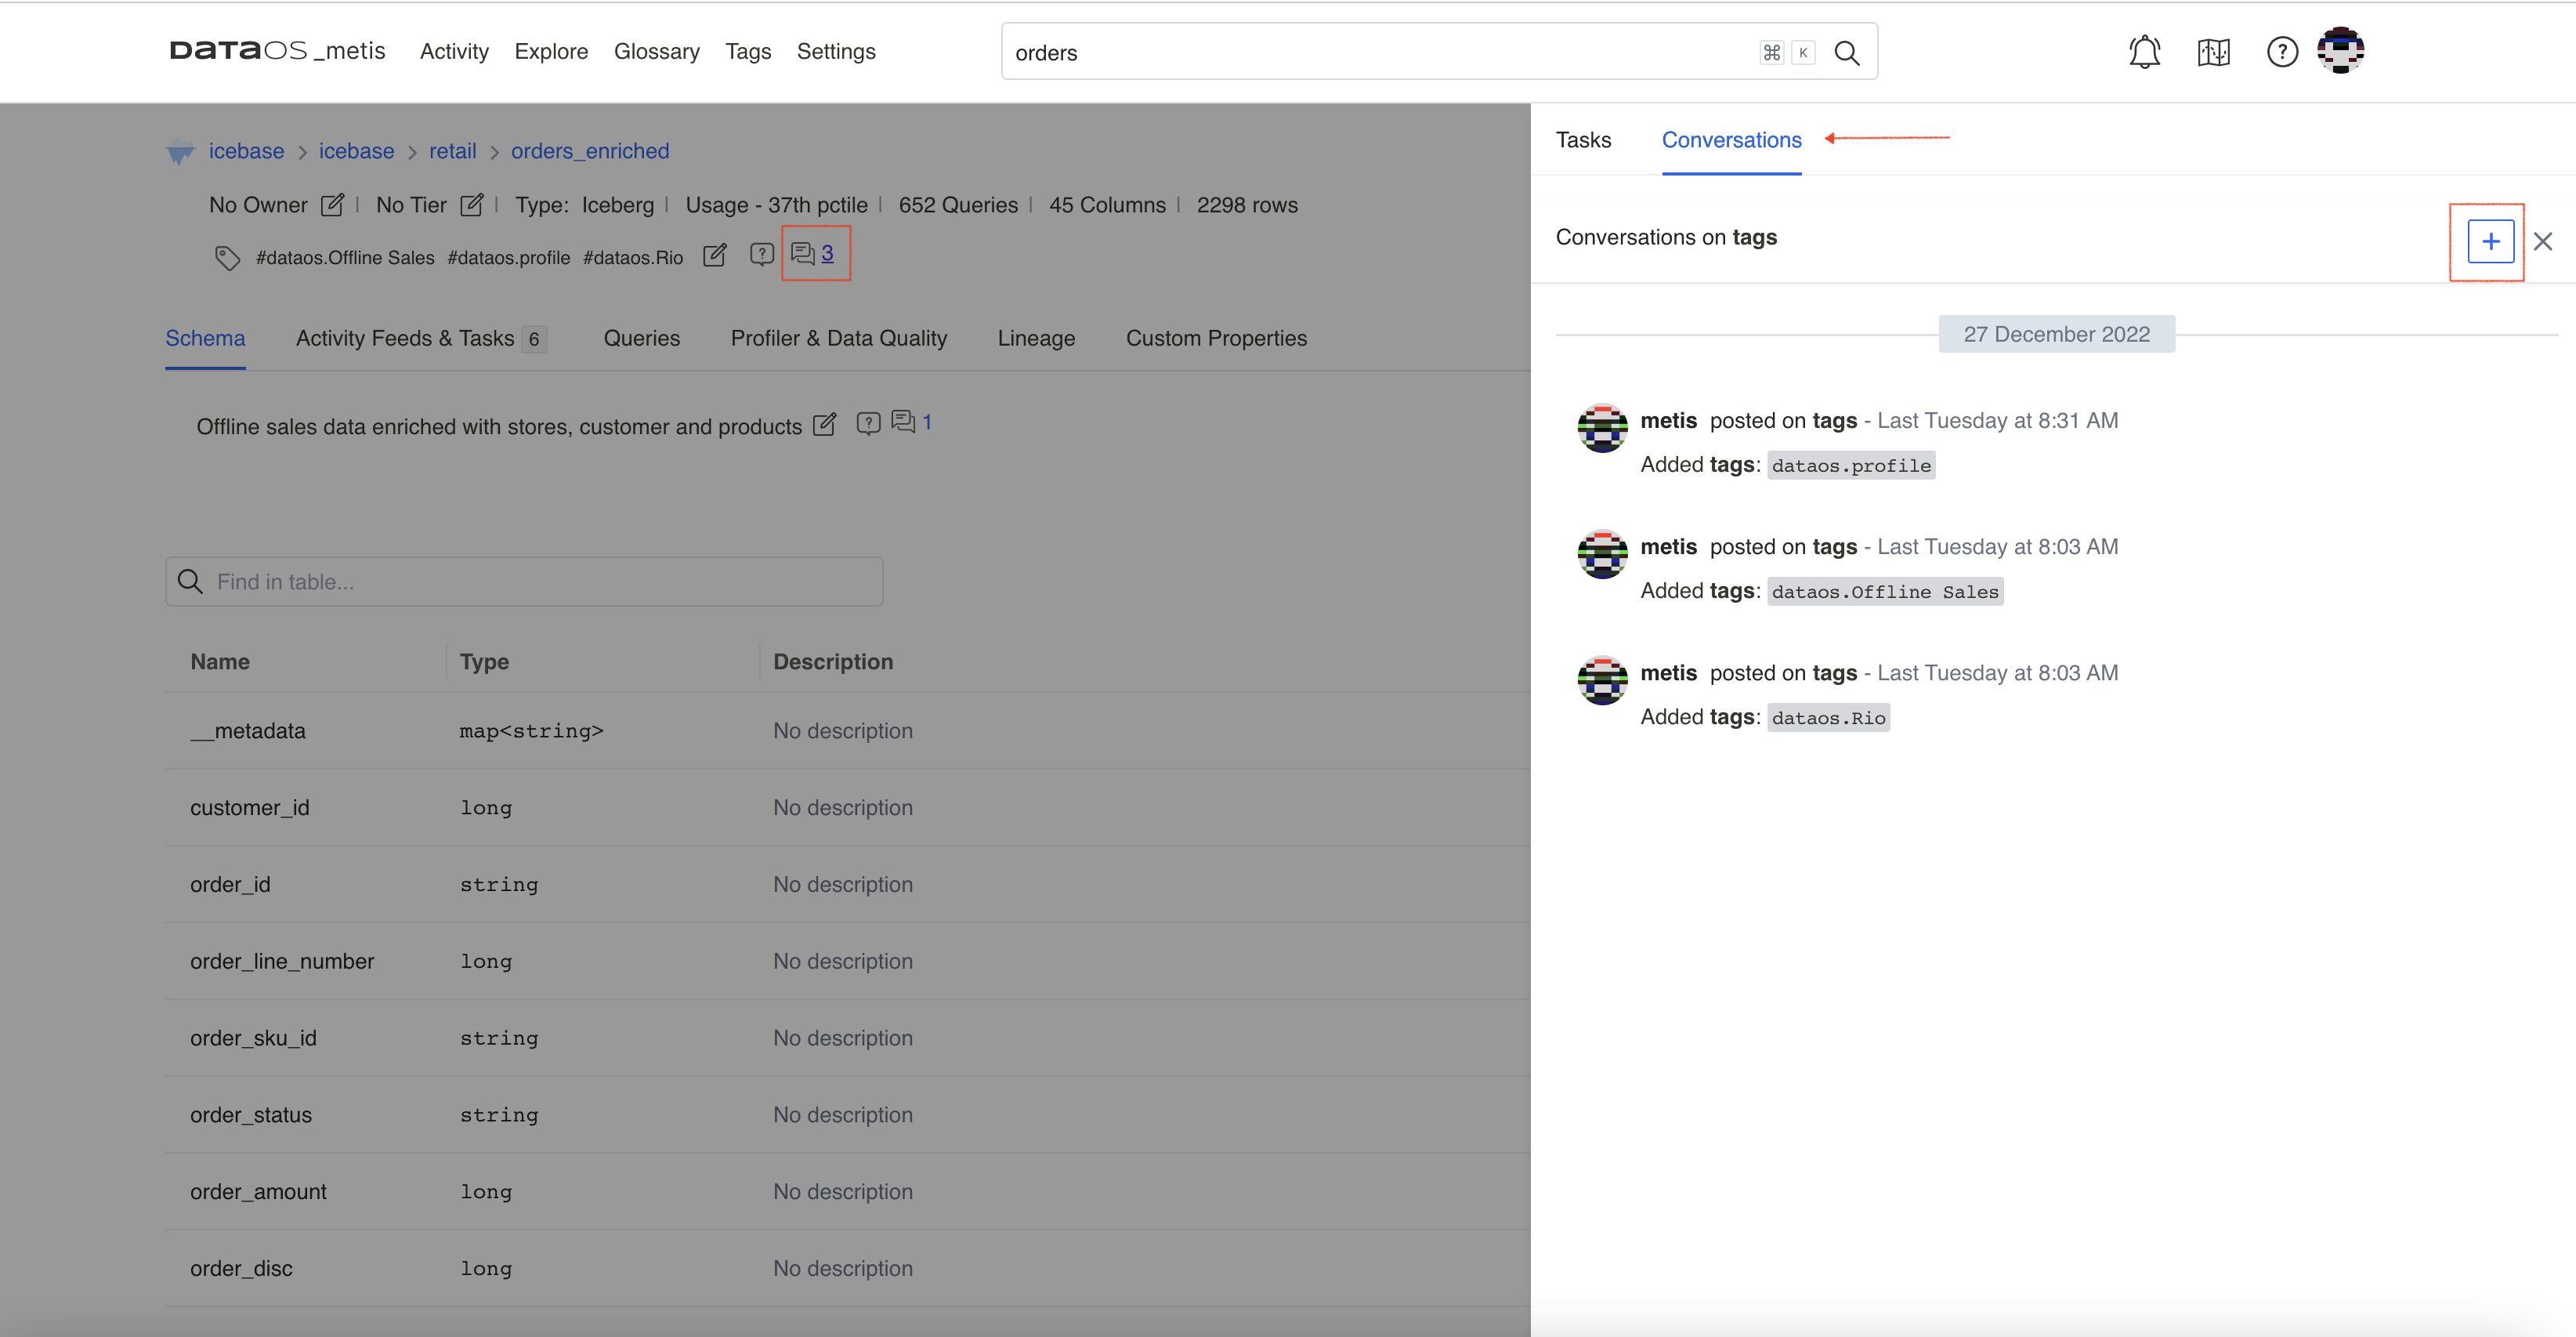 DATAOS _metis Activity Explore Glossary Tags Settings orders ⌘ K ?
icebase > icebase > retail > orders_enriched
No Owner | No Tier | Type: Iceberg | Usage - 37th pctile | 652 Queries | 45 Columns | 2298 rows
#dataos.Offline Sales #dataos.profile #dataos.Rio ? 3
Schema Activity Feeds & Tasks 6 Queries Profiler & Data Quality Lineage Custom Properties
Offline sales data enriched with stores, customer and products ? 1
Find in table...
Name Type Description
__metadata map<string> No description
customer_id long No description
order_id string No description
order_line_number long No description
order_sku_id string No description
order_status string No description
order_amount long No description
order_disc long No description
Tasks Conversations
Conversations on tags +
27 December 2022
metis posted on tags - Last Tuesday at 8:31 AM
Added tags: dataos.profile
metis posted on tags - Last Tuesday at 8:03 AM
Added tags: dataos.Offline Sales
metis posted on tags - Last Tuesday at 8:03 AM
Added tags: dataos.Rio